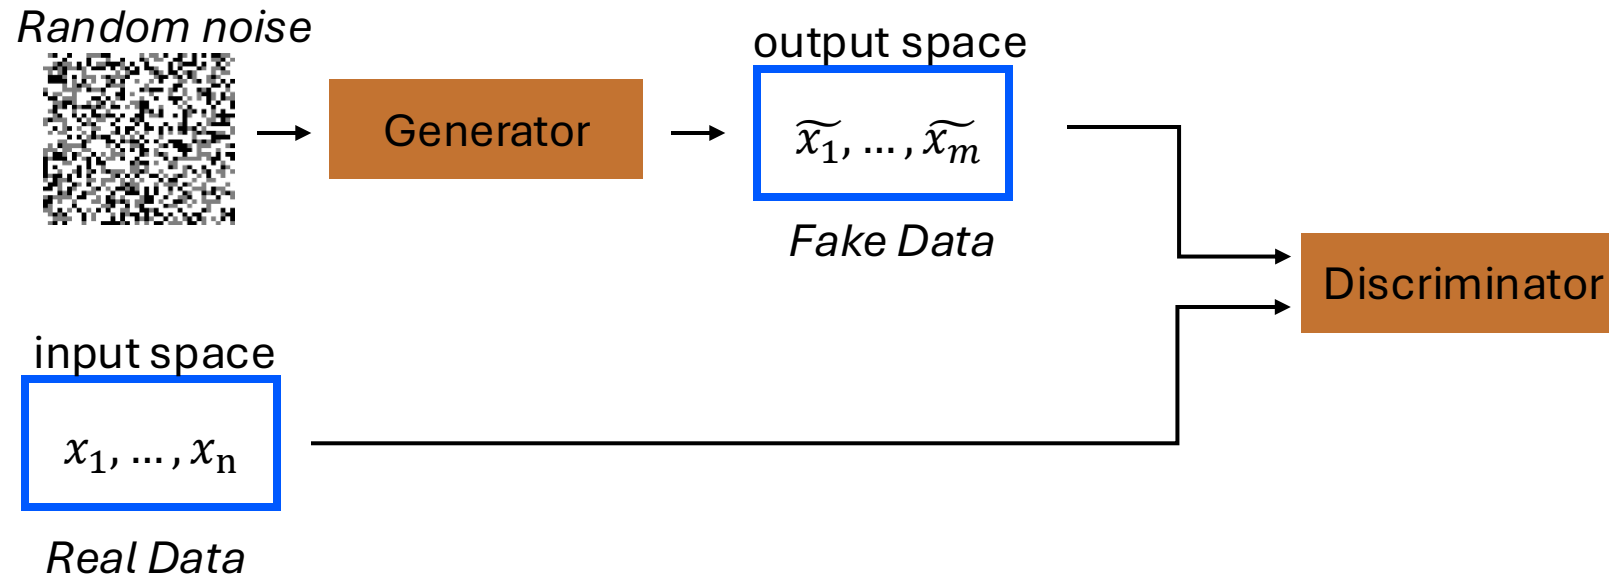 Random noise
Generator
output space
x̃₁, … , x̃ₘ
Fake Data
Discriminator
input space
x₁, … , xₙ
Real Data